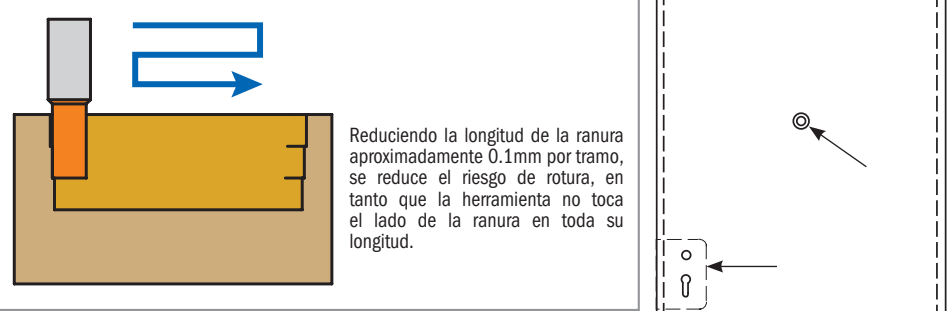 Reduciendo la longitud de la ranura
aproximadamente 0.1mm por tramo,
se reduce el riesgo de rotura, en
tanto que la herramienta no toca
el lado de la ranura en toda su
longitud.